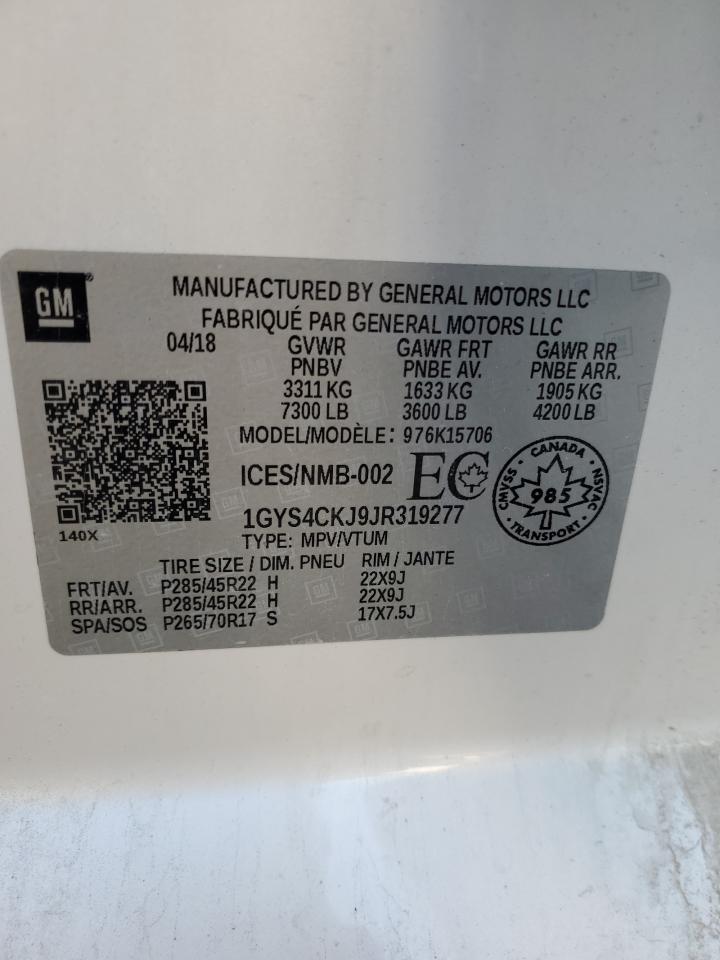 GM®
MANUFACTURED BY GENERAL MOTORS LLC
FABRIQUÉ PAR GENERAL MOTORS LLC
04/18 GVWR GAWR FRT GAWR RR
PNBV PNBE AV. PNBE ARR.
3311 KG 1633 KG 1905 KG
7300 LB 3600 LB 4200 LB
MODEL/MODÈLE: 976K15706
ICES/NMB-002 EC
CANADA
CMVSS 985 NSVAC
TRANSPORT
1GYS4CKJ9JR319277
140X
TYPE: MPV/VTUM
TIRE SIZE / DIM. PNEU RIM / JANTE
FRT/AV. P285/45R22 H 22X9J
RR/ARR. P285/45R22 H 22X9J
SPA/SOS P265/70R17 S 17X7.5J